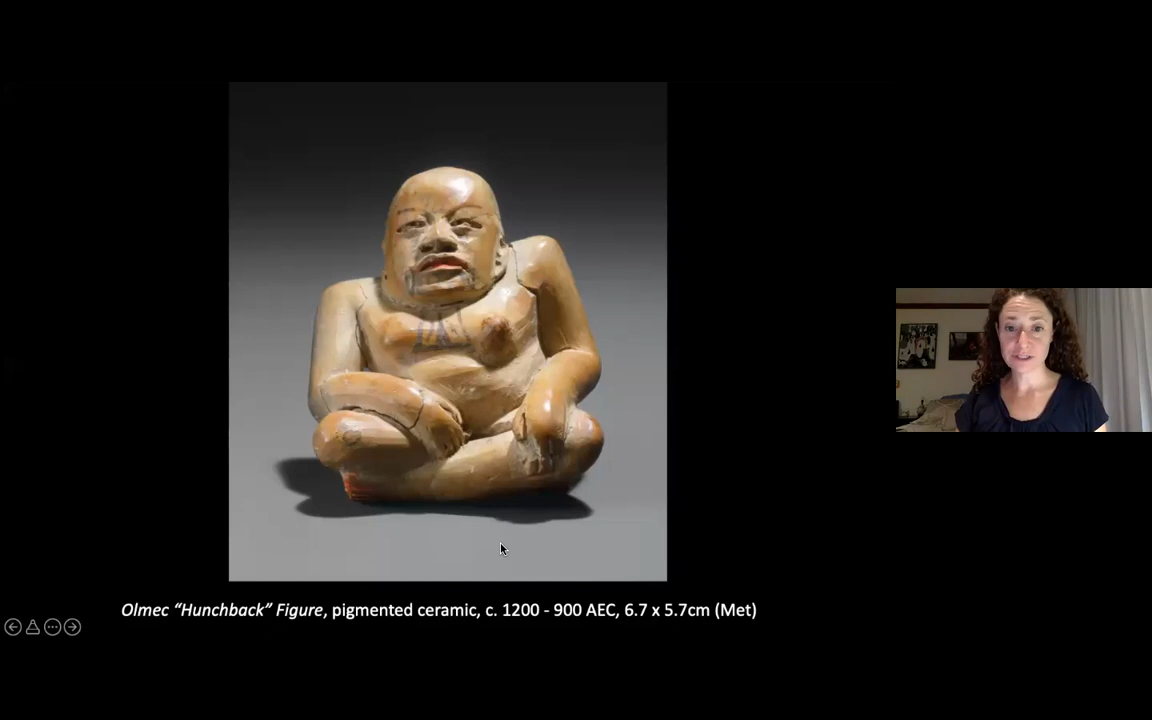 Olmec “Hunchback” Figure, pigmented ceramic, c. 1200 - 900 AEC, 6.7 x 5.7cm (Met)